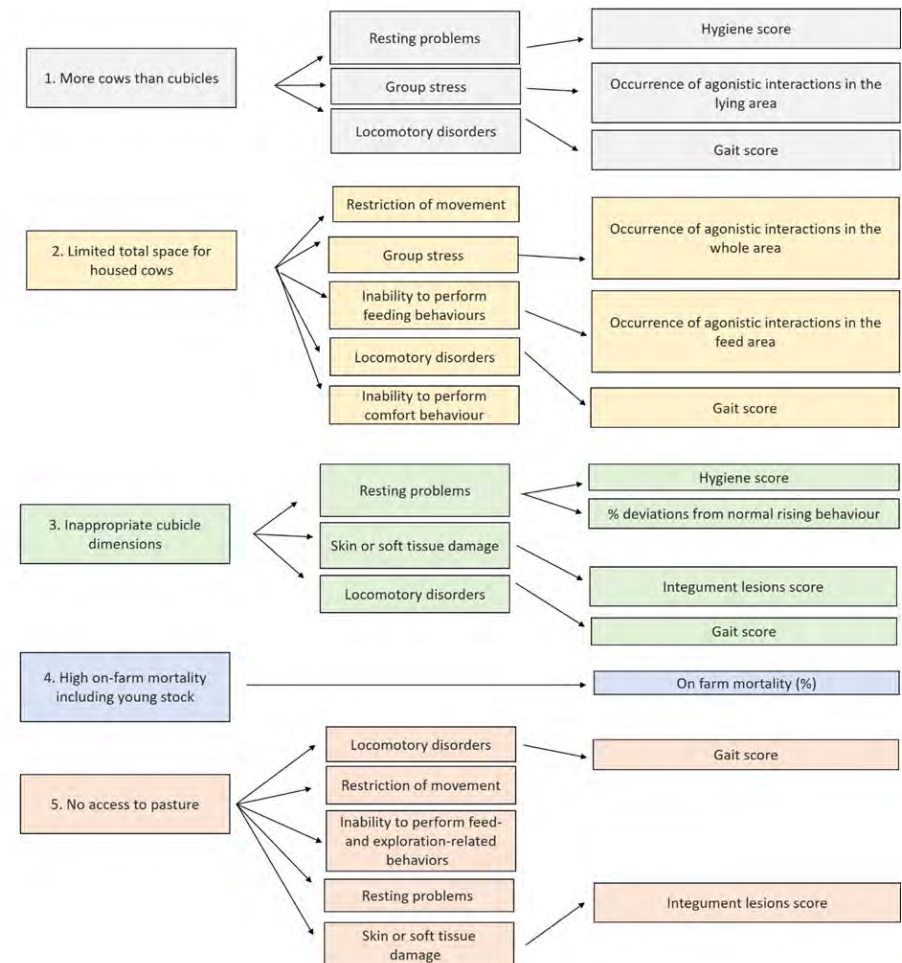 Resting problems
Hygiene score
1. More cows than cubicles
Group stress
Occurrence of agonistic interactions in the
lying area
Locomotory disorders
Gait score
Restriction of movement
2. Limited total space for
housed cows
Group stress
Occurrence of agonistic interactions in the
whole area
Inability to perform
feeding behaviours
Occurrence of agonistic interactions in the
feed area
Locomotory disorders
Inability to perform
comfort behaviour
Gait score
3. Inappropriate cubicle
dimensions
Resting problems
Hygiene score
% deviations from normal rising behaviour
Skin or soft tissue damage
Integument lesions score
Locomotory disorders
Gait score
4. High on-farm mortality
including young stock
On farm mortality (%)
5. No access to pasture
Locomotory disorders
Gait score
Restriction of movement
Inability to perform feed-
and exploration-related
behaviors
Resting problems
Skin or soft tissue
damage
Integument lesions score